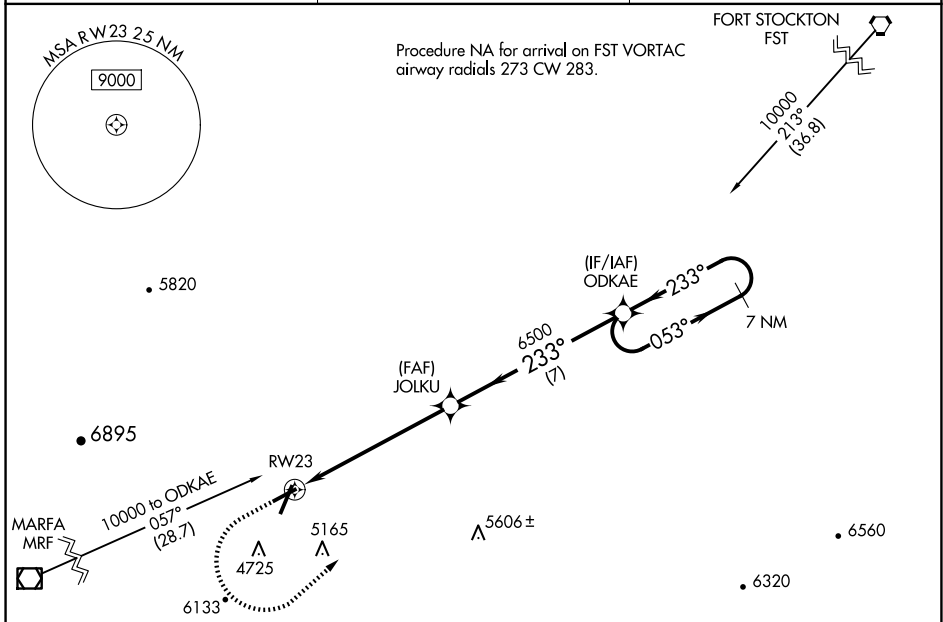 MSA RW23 25 NM
9000
Procedure NA for arrival on FST VORTAC
airway radials 273 CW 283.
FORT STOCKTON
FST
10000
213°
(36.8)
5820
(IF/IAF)
ODKAE
233°
053°
7 NM
6500
233°
(7)
(FAF)
JOLKU
6895
RW23
10000 to ODKAE
057°
(28.7)
MARFA
MRF
5165
4725
5606±
6560
6320
6133